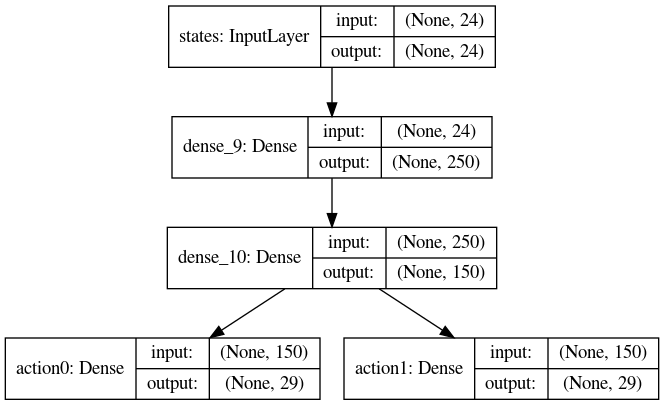 states: InputLayer
input: (None, 24)
output: (None, 24)
dense_9: Dense
input: (None, 24)
output: (None, 250)
dense_10: Dense
input: (None, 250)
output: (None, 150)
action0: Dense
input: (None, 150)
output: (None, 29)
action1: Dense
input: (None, 150)
output: (None, 29)